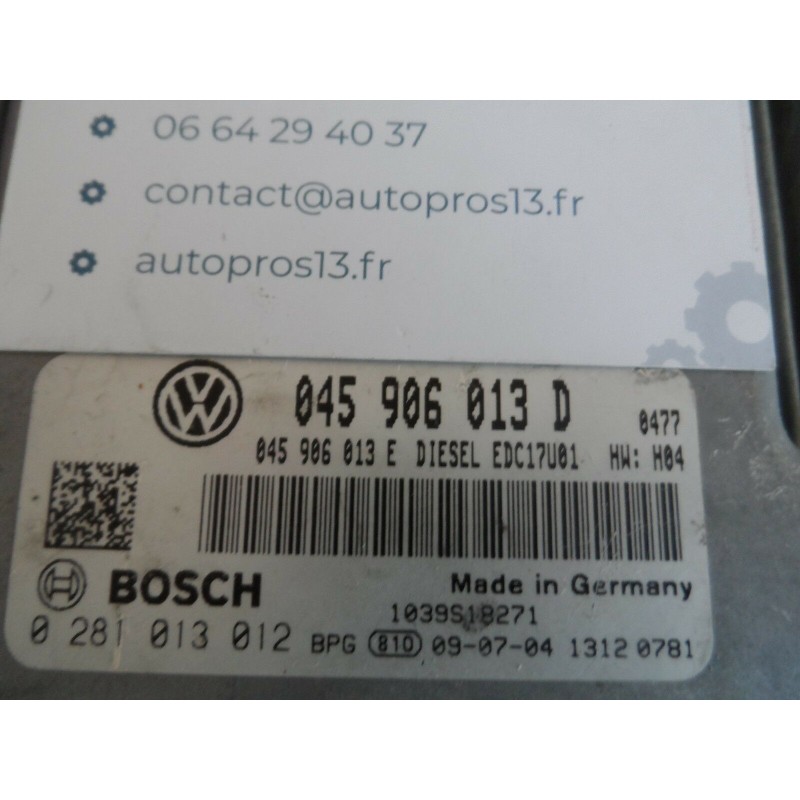 06 64 29 40 37
contact@autopros13.fr
autopros13.fr
VW 045 906 013 D 0477
045 906 013 E DIESEL EDC17U01 HW: H04
BOSCH Made in Germany
1039S18271
0 281 013 012 BPG 810 09-07-04 1312 0781